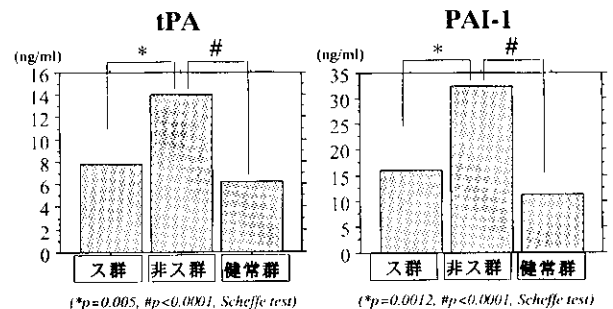 tPA
(ng/ml)
*
#
16
14
12
10
8
6
4
2
0
ス群
非ス群
健常群
(*p=0.005, #p<0.0001, Scheffe test)
PAI-1
(ng/ml)
*
#
35
30
25
20
15
10
5
0
ス群
非ス群
健常群
(*p=0.0012, #p<0.0001, Scheffe test)